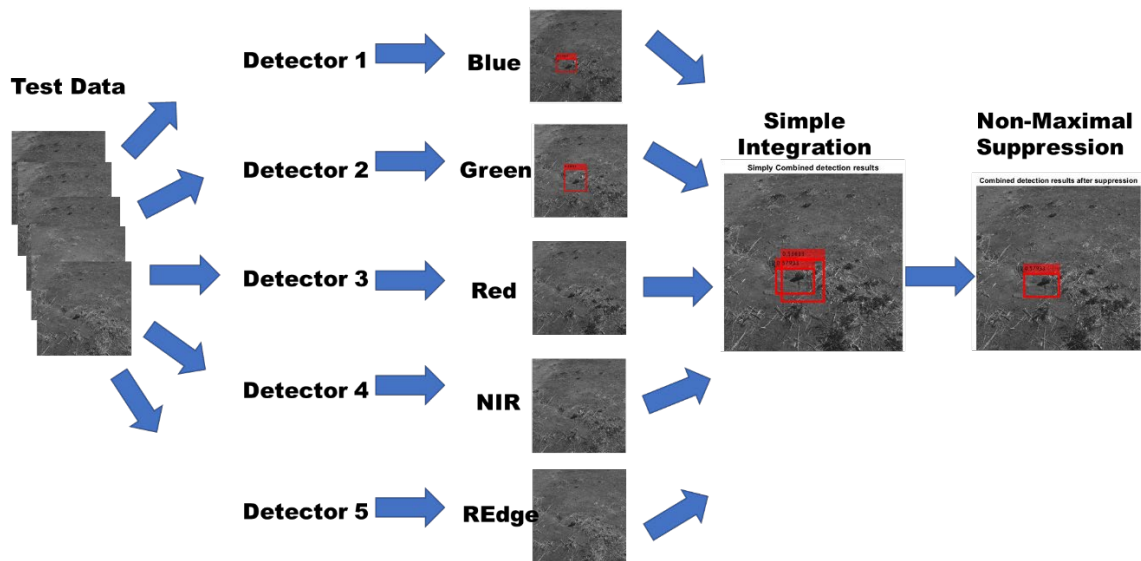 Test Data
Detector 1
Blue
Detector 2
Green
Detector 3
Red
Detector 4
NIR
Detector 5
REdge
Simple
Integration
Simply Combined detection results
Non-Maximal
Suppression
Combined detection results after suppression